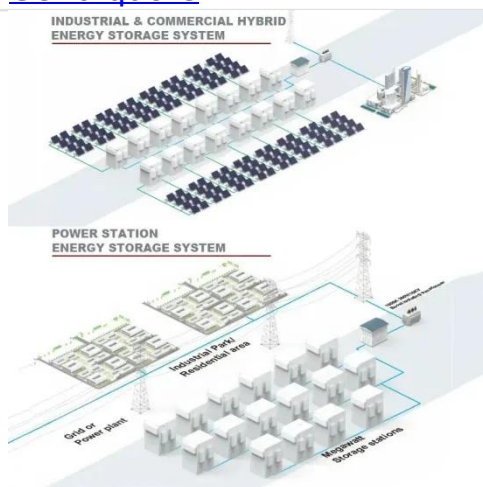 INDUSTRIAL & COMMERCIAL HYBRID
ENERGY STORAGE SYSTEM
POWER STATION
ENERGY STORAGE SYSTEM
Industrial Park/
Residential area
Grid or
Power plant
Megawatt
Storage stations